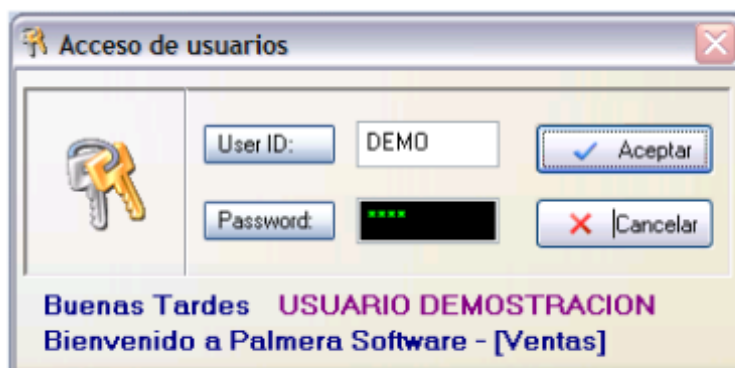 Acceso de usuarios
User ID: DEMO Aceptar
Password: **** Cancelar
Buenas Tardes USUARIO DEMOSTRACION
Bienvenido a Palmera Software - [Ventas]